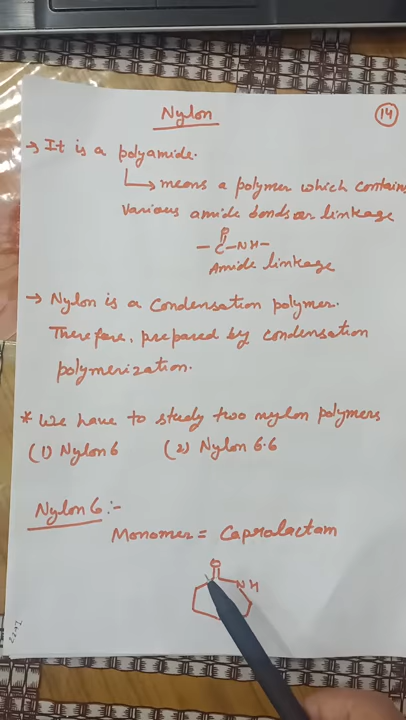 Nylon
14
→ It is a polyamide.
→ means a polymer which contains
various amide bonds or linkage
O
– C – NH –
Amide linkage
→ Nylon is a Condensation polymer.
Therefore, prepared by condensation
polymerization.
* We have to study two nylon polymers
(1) Nylon 6 (2) Nylon 6.6
Nylon 6 :-
Monomer = Caprolactam
O
NH